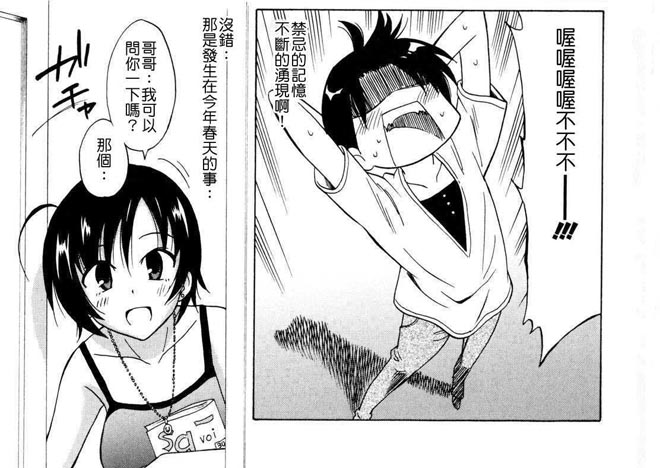 喔喔喔喔不不不──!!!
禁忌的記憶
不斷的湧現啊!
沒錯…
那是發生在今年春天的事…
ガチャ
哥哥…我可以
問你一下嗎?
那個…
sq
voi